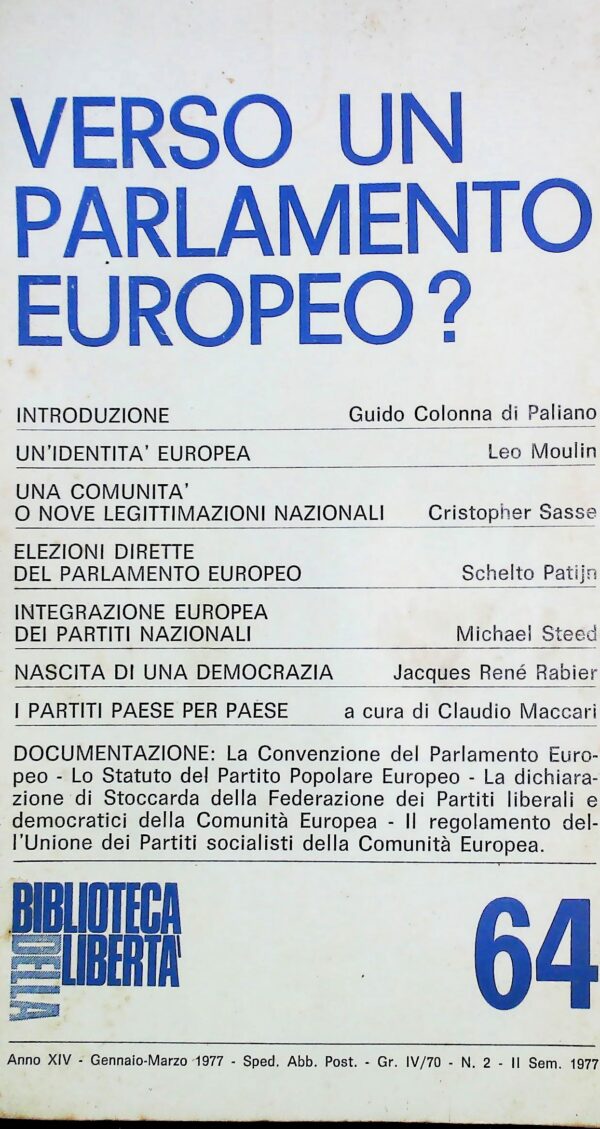 VERSO UN
PARLAMENTO
EUROPEO?
INTRODUZIONE Guido Colonna di Paliano
UN'IDENTITA' EUROPEA Leo Moulin
UNA COMUNITA'
O NOVE LEGITTIMAZIONI NAZIONALI Cristopher Sasse
ELEZIONI DIRETTE
DEL PARLAMENTO EUROPEO Schelto Patijn
INTEGRAZIONE EUROPEA
DEI PARTITI NAZIONALI Michael Steed
NASCITA DI UNA DEMOCRAZIA Jacques René Rabier
I PARTITI PAESE PER PAESE a cura di Claudio Maccari
DOCUMENTAZIONE: La Convenzione del Parlamento Euro-
peo - Lo Statuto del Partito Popolare Europeo - La dichiara-
zione di Stoccarda della Federazione dei Partiti liberali e
democratici della Comunità Europea - Il regolamento del-
l'Unione dei Partiti socialisti della Comunità Europea.
BIBLIOTECA
DELLA
LIBERTA'
64
Anno XIV - Gennaio-Marzo 1977 - Sped. Abb. Post. - Gr. IV/70 - N. 2 - II Sem. 1977